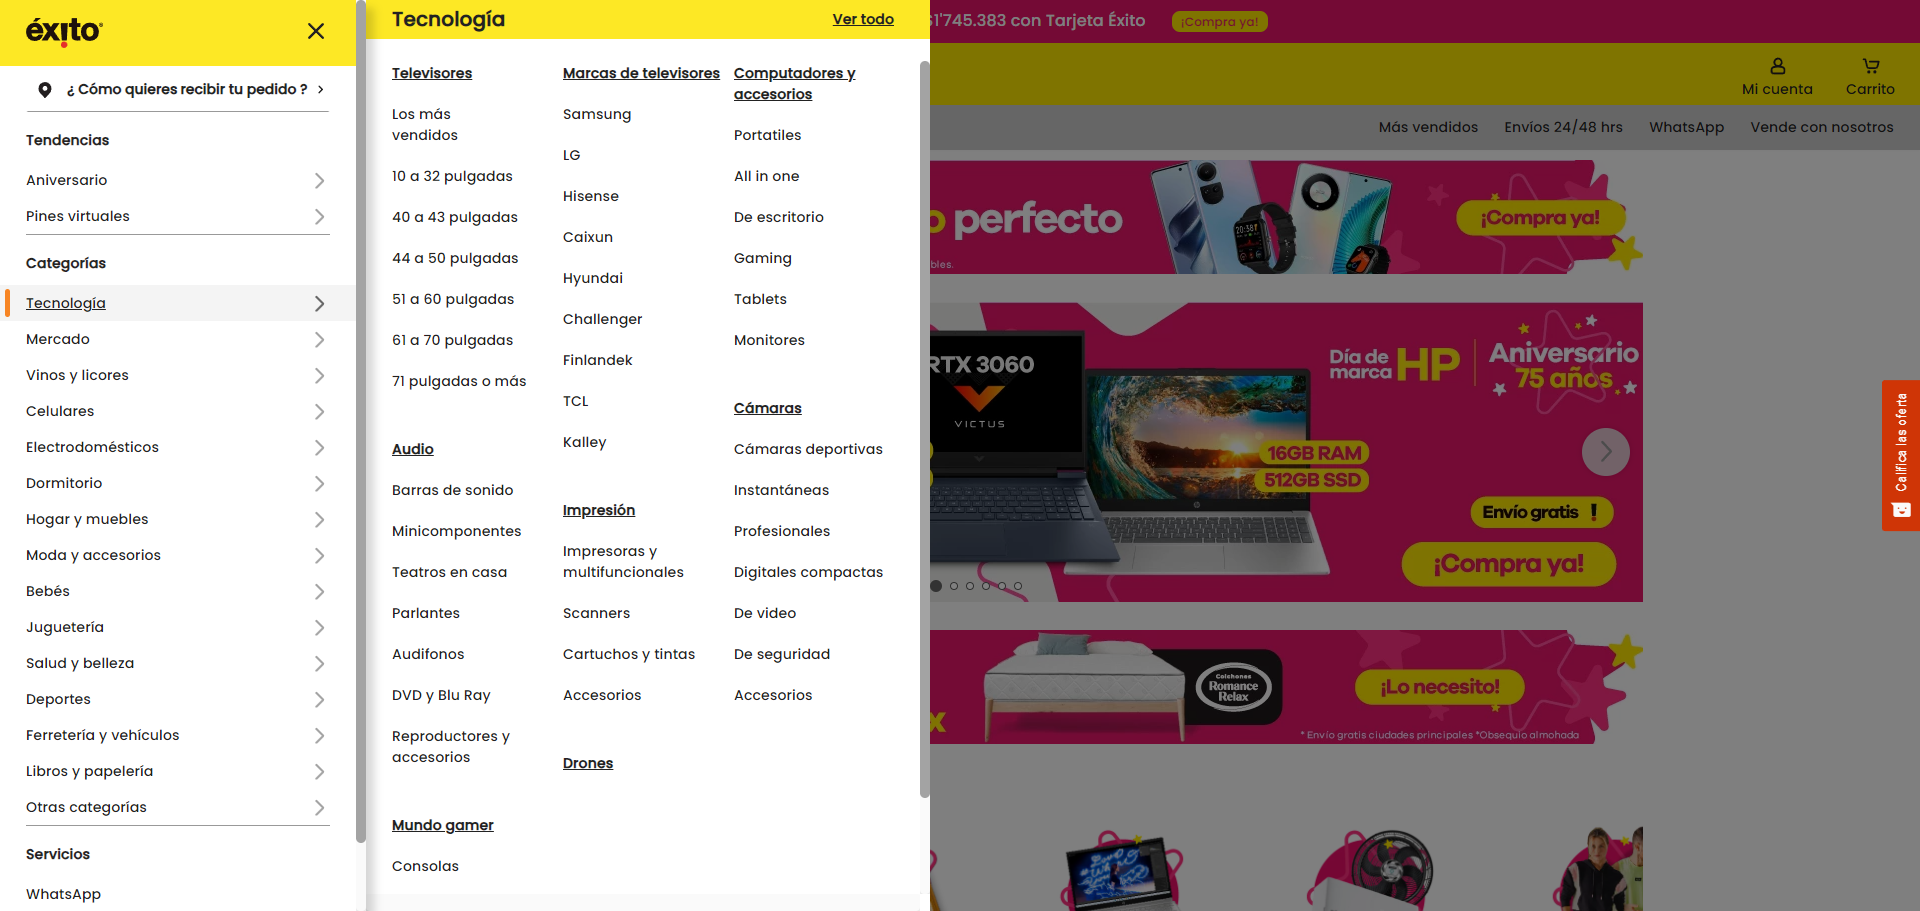 éxito
¿ Cómo quieres recibir tu pedido ?
Tendencias
Aniversario
Pines virtuales
Categorías
Tecnología
Mercado
Vinos y licores
Celulares
Electrodomésticos
Dormitorio
Hogar y muebles
Moda y accesorios
Bebés
Juguetería
Salud y belleza
Deportes
Ferretería y vehículos
Libros y papelería
Otras categorías
Servicios
WhatsApp
Tecnología
Ver todo
Televisores
Los más
vendidos
10 a 32 pulgadas
40 a 43 pulgadas
44 a 50 pulgadas
51 a 60 pulgadas
61 a 70 pulgadas
71 pulgadas o más
Audio
Barras de sonido
Minicomponentes
Teatros en casa
Parlantes
Audifonos
DVD y Blu Ray
Reproductores y
accesorios
Mundo gamer
Consolas
Marcas de televisores
Samsung
LG
Hisense
Caixun
Hyundai
Challenger
Finlandek
TCL
Kalley
Impresión
Impresoras y
multifuncionales
Scanners
Cartuchos y tintas
Accesorios
Drones
Computadores y
accesorios
Portatiles
All in one
De escritorio
Gaming
Tablets
Monitores
Cámaras
Cámaras deportivas
Instantáneas
Profesionales
Digitales compactas
De video
De seguridad
Accesorios
$1'745.383 con Tarjeta Éxito
¡Compra ya!
Mi cuenta
Carrito
Más vendidos
Envíos 24/48 hrs
WhatsApp
Vende con nosotros
o perfecto
20:38
¡Compra ya!
bles.
RTX 3060
VICTUS
Día de
marca HP
Aniversario
75 años
16GB RAM
512GB SSD
Envío gratis !
¡Compra ya!
Califica las oferta
x
Colchones
Romance
Relax
¡Lo necesito!
* Envío gratis ciudades principales *Obsequio almohada